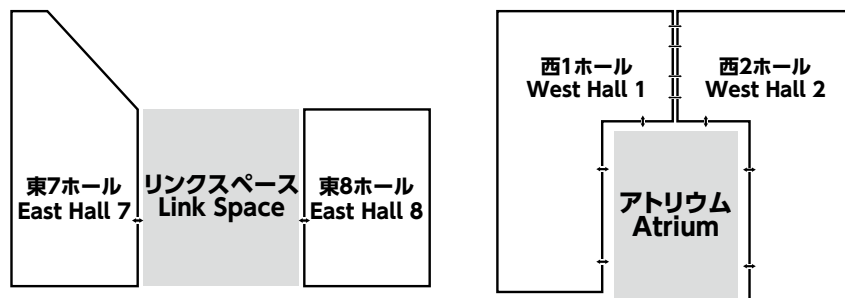 東7ホール
East Hall 7
リンクスペース
Link Space
東8ホール
East Hall 8
西1ホール
West Hall 1
西2ホール
West Hall 2
アトリウム
Atrium